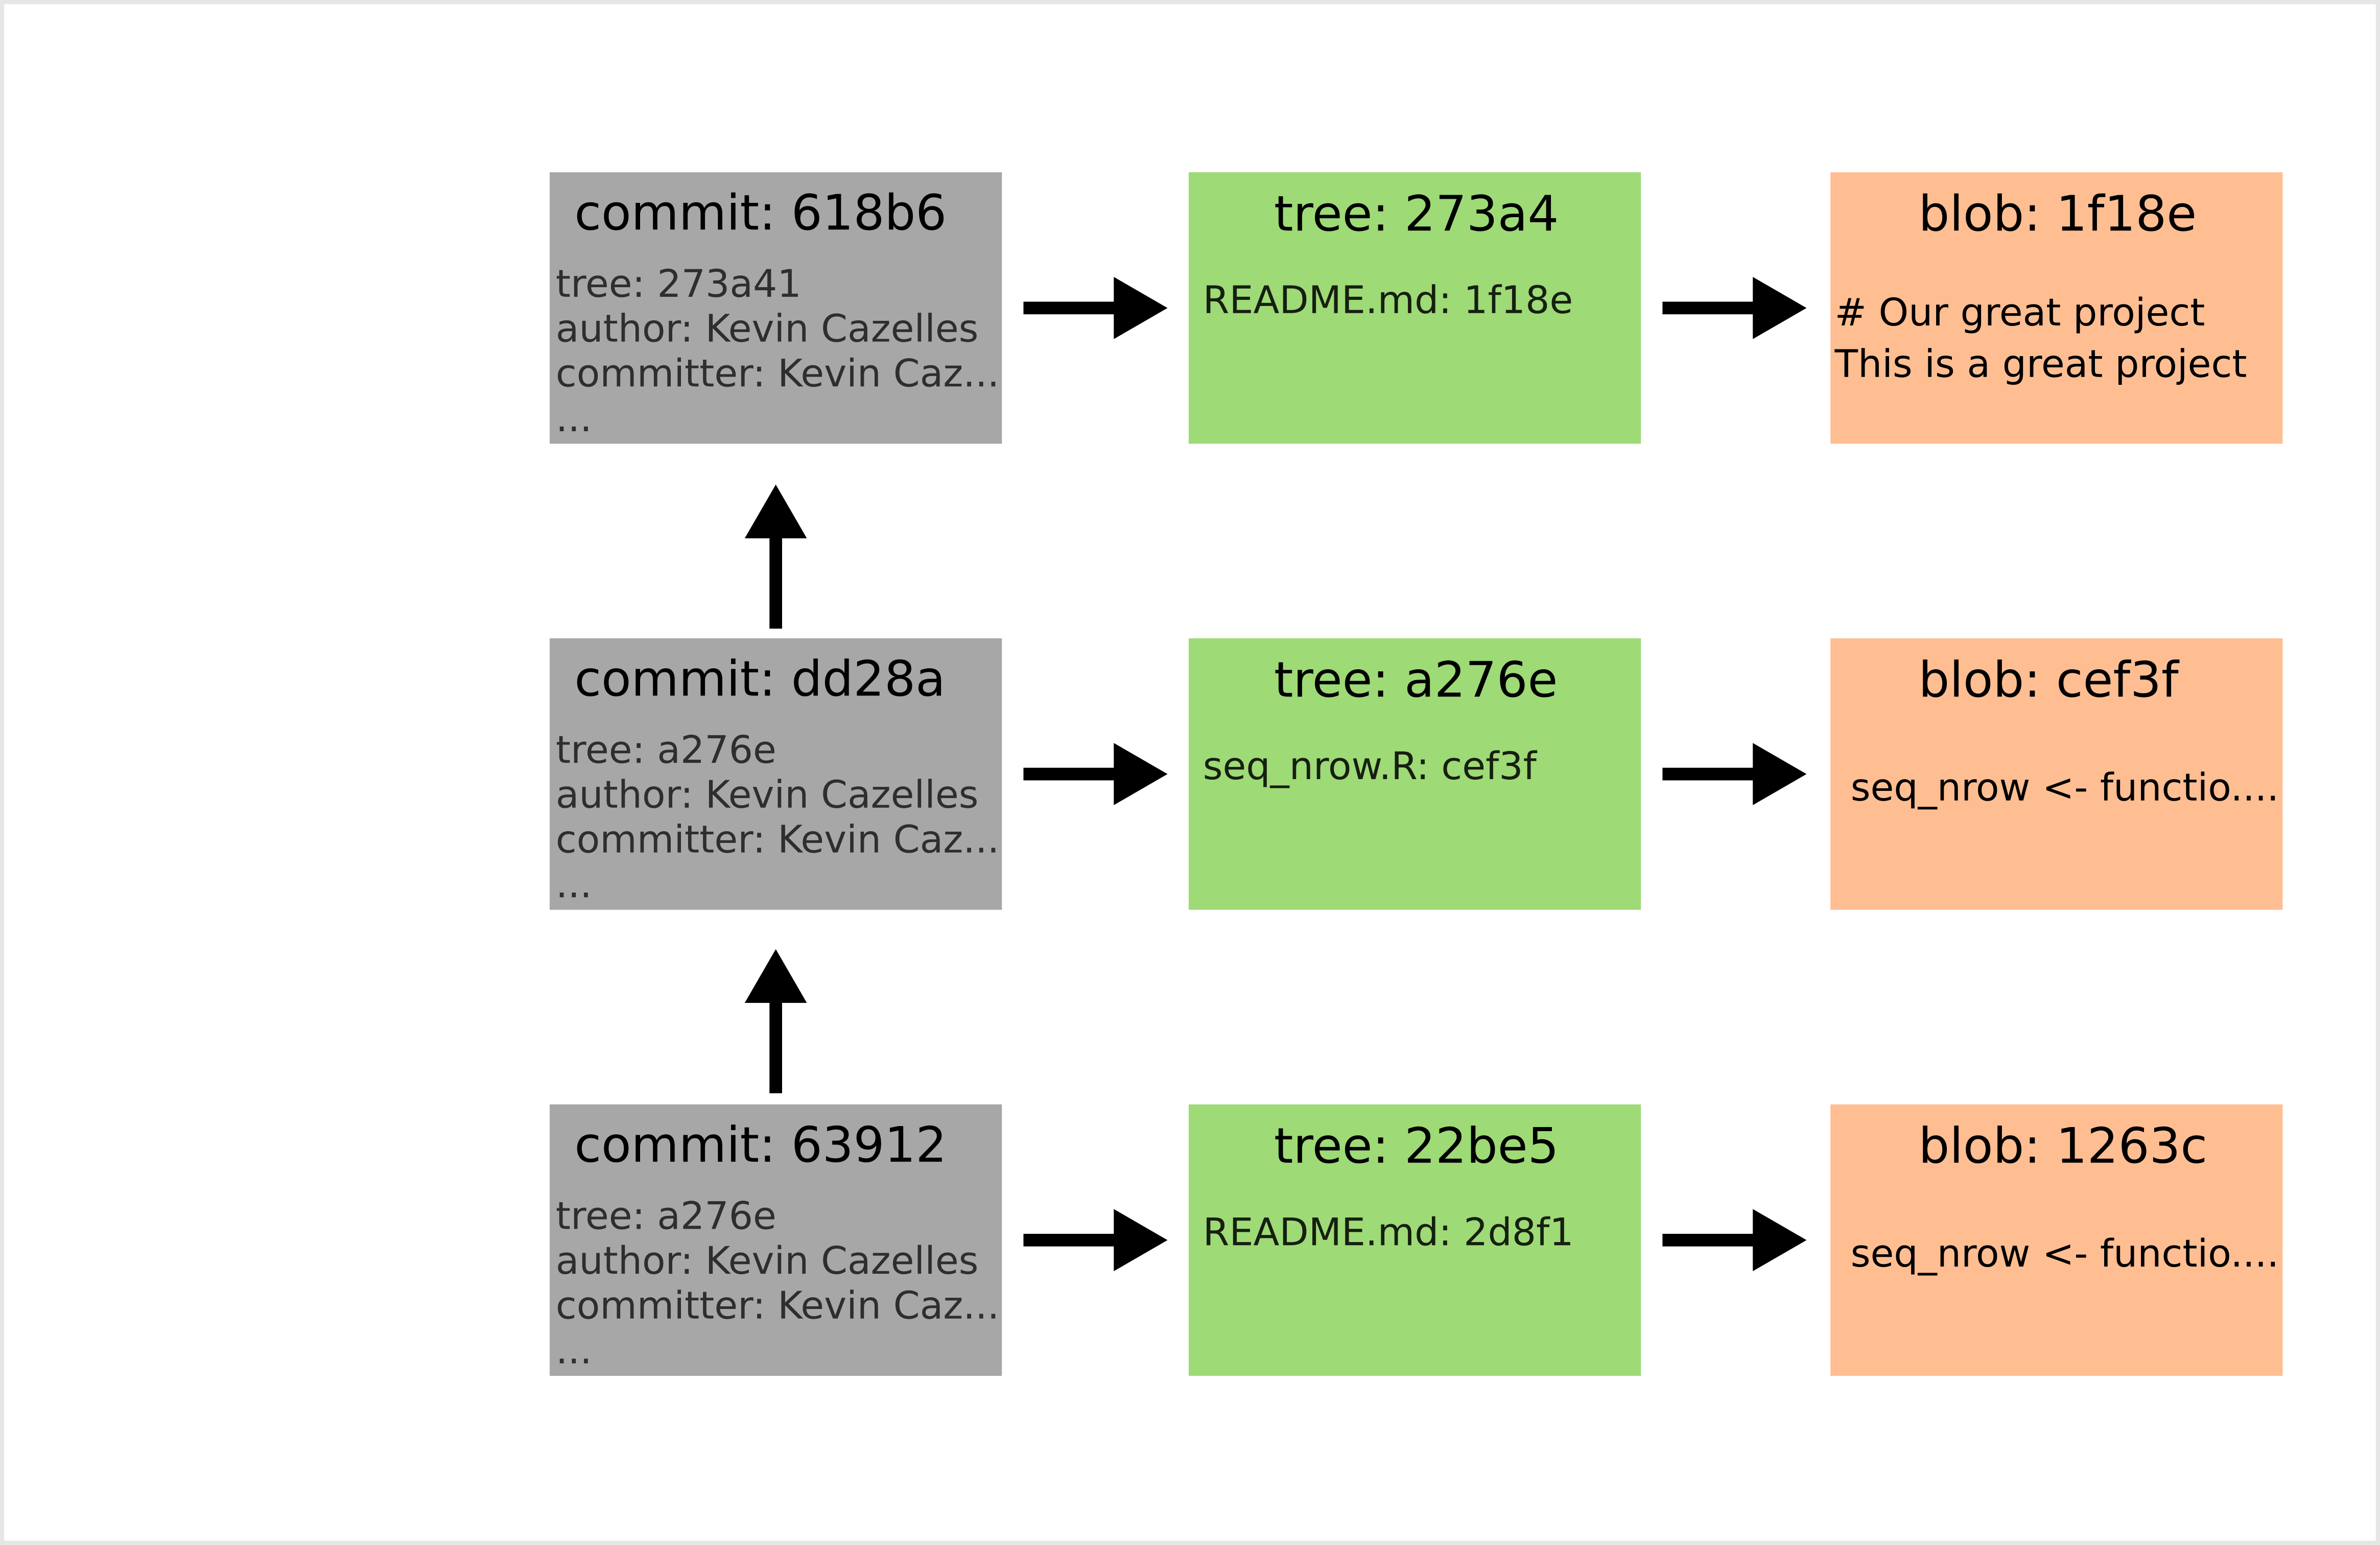 commit: 618b6
tree: 273a41
author: Kevin Cazelles
committer: Kevin Caz...
...
tree: 273a4
README.md: 1f18e
blob: 1f18e
# Our great project
This is a great project
commit: dd28a
tree: a276e
author: Kevin Cazelles
committer: Kevin Caz...
...
tree: a276e
seq_nrow.R: cef3f
blob: cef3f
seq_nrow <- functio....
commit: 63912
tree: a276e
author: Kevin Cazelles
committer: Kevin Caz...
...
tree: 22be5
README.md: 2d8f1
blob: 1263c
seq_nrow <- functio....